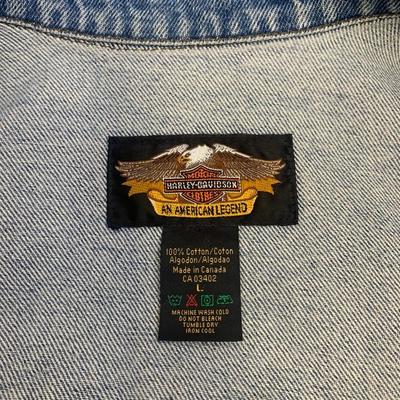 MOTOR
HARLEY-DAVIDSON
CLOTHES
AN AMERICAN LEGEND
100% Cotton/Coton
Algodon/Algodao
Made in Canada
CA 03402
L
MACHINE WASH COLD
DO NOT BLEACH
TUMBLE DRY
IRON COOL